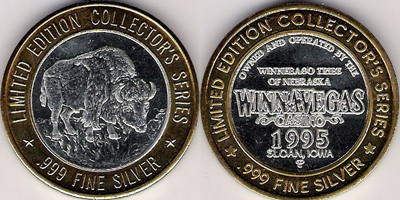 LIMITED EDITION COLLECTOR'S SERIES
.999 FINE SILVER
LIMITED EDITION COLLECTOR'S SERIES
OWNED AND OPERATED BY THE
WINNEBAGO TRIBE
OF NEBRASKA
WINNAVEGAS
CASINO
1995
SLOAN, IOWA
.999 FINE SILVER